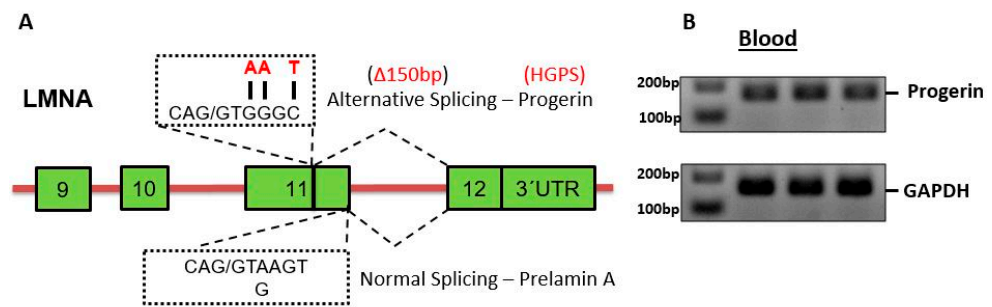 A
B
Blood
AA T
(Δ150bp) (HGPS)
LMNA
Alternative Splicing – Progerin
CAG/GTGGGC
200bp
100bp
Progerin
9 10 11 12 3´UTR
200bp
100bp
GAPDH
CAG/GTAAGT
G
Normal Splicing – Prelamin A